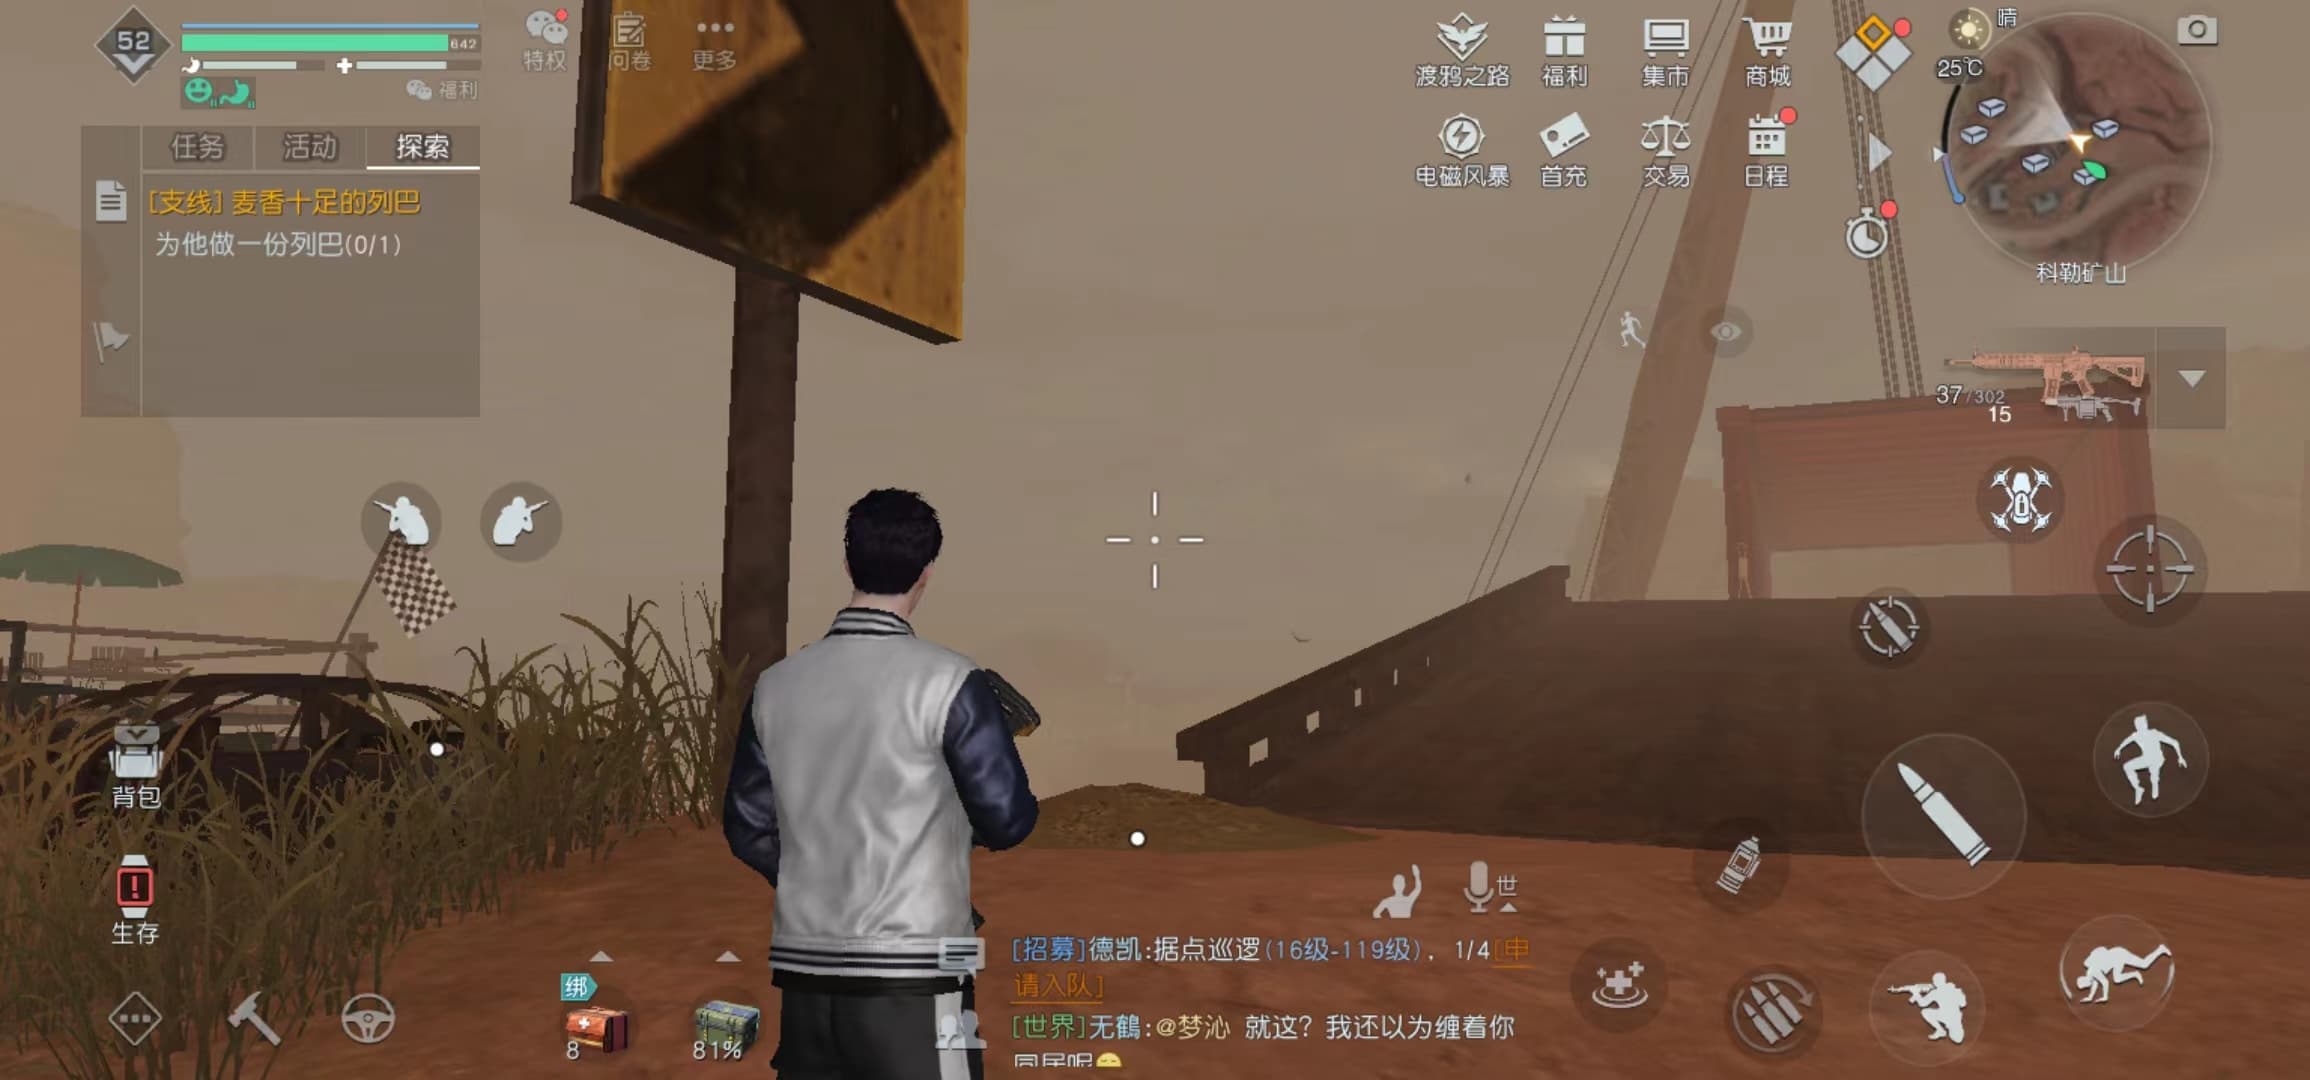 52
642
特权
问卷
更多
福利
任务 活动 探索
[支线] 麦香十足的列巴
为他做一份列巴(0/1)
渡鸦之路 福利 集市 商城
电磁风暴 首充 交易 日程
晴
25℃
科勒矿山
37/302
15
背包
生存
绑
8
81%
世
[招募]德凯:据点巡逻(16级-119级)，1/4[申
请入队]
[世界]无鶴:@梦沁 就这？我还以为缠着你
同居呢